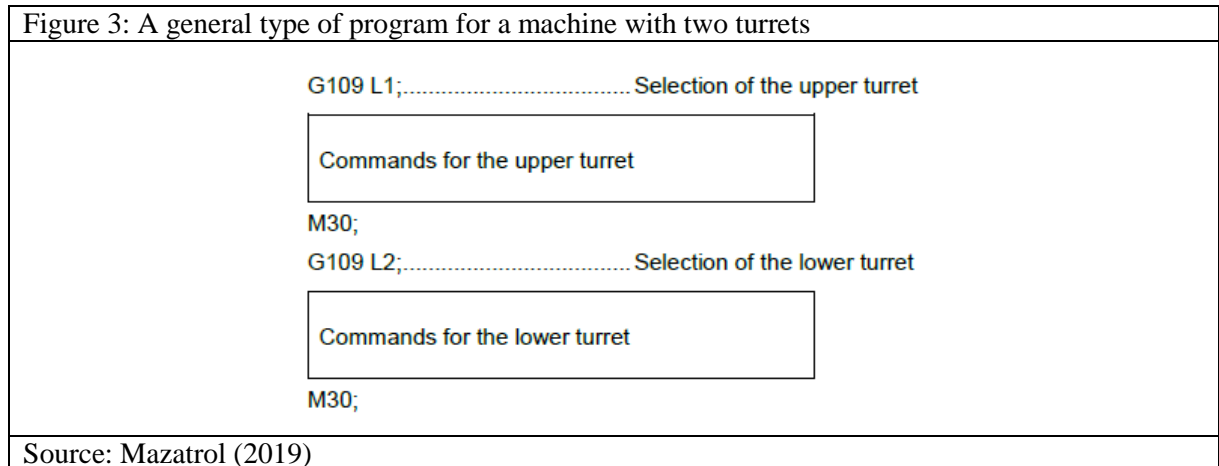 Figure 3: A general type of program for a machine with two turrets
G109 L1;.................................... Selection of the upper turret
Commands for the upper turret
M30;
G109 L2;.................................... Selection of the lower turret
Commands for the lower turret
M30;
Source: Mazatrol (2019)